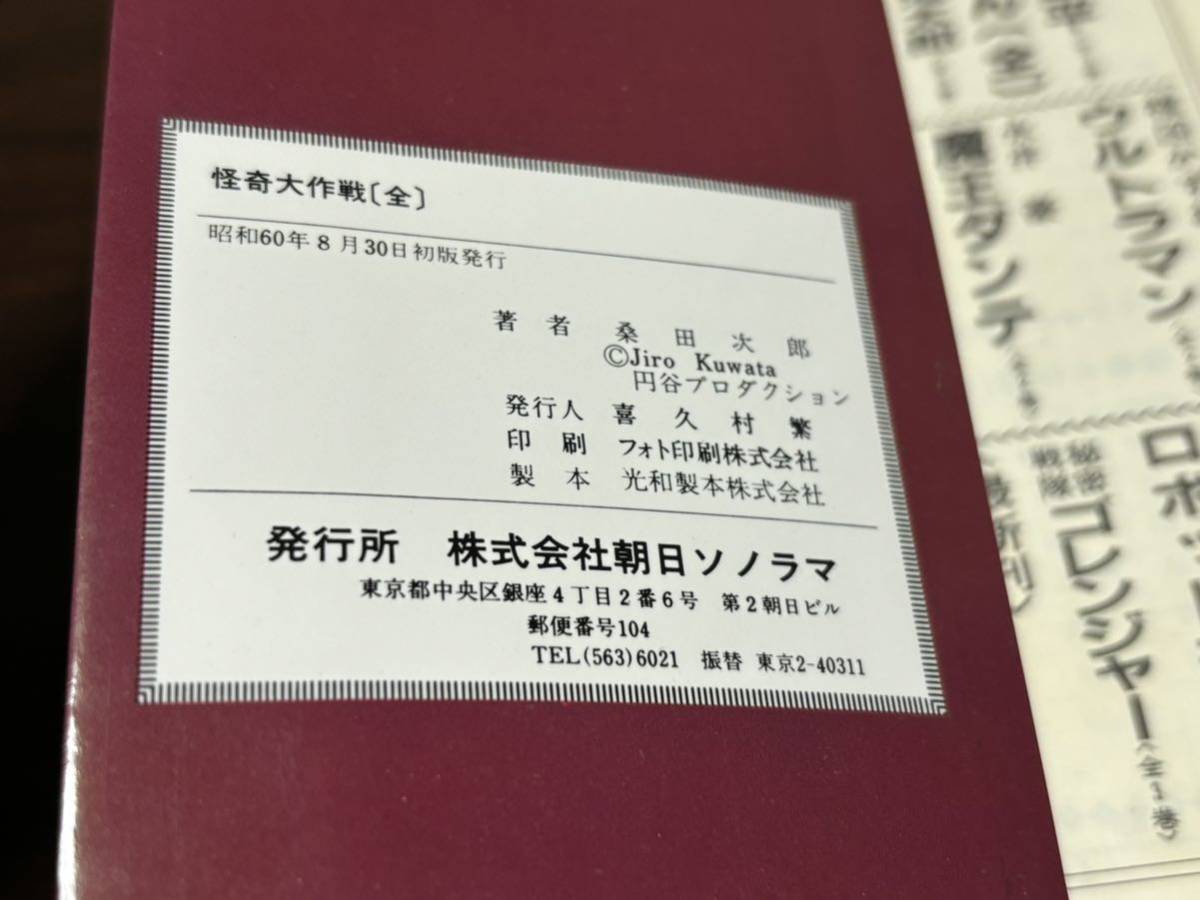 怪奇大作戦〔全〕
昭和60年8月30日初版発行
著者 桑田次郎
©Jiro Kuwata
円谷プロダクション
発行人 喜久村繁
印刷 フォト印刷株式会社
製本 光和製本株式会社
発行所 株式会社朝日ソノラマ
東京都中央区銀座4丁目2番6号 第2朝日ビル
郵便番号104
TEL(563)6021 振替 東京2-40311
ウルトラマン
魔王ダンテ
ロボッ
秘密戦隊ゴレンジャー〈全1巻〉